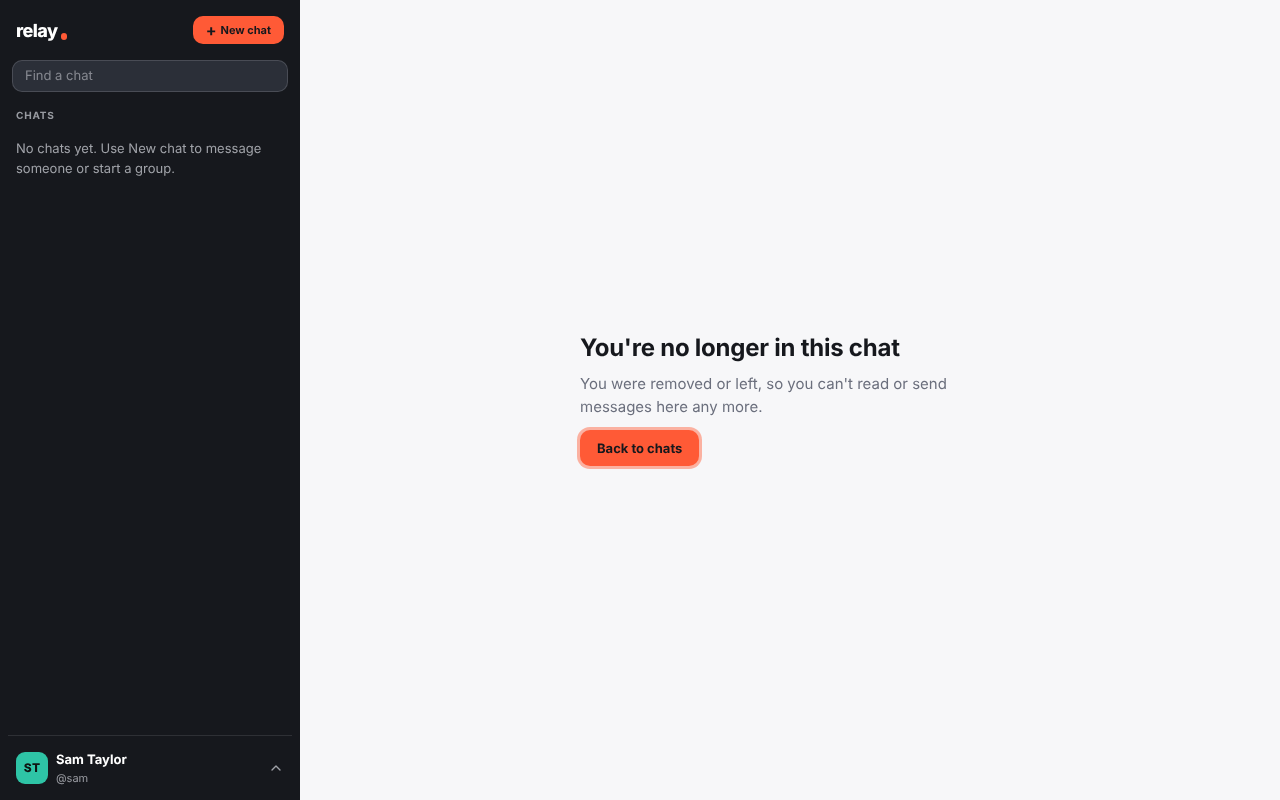 relay.
+ New chat
Find a chat
CHATS
No chats yet. Use New chat to message
someone or start a group.
You're no longer in this chat
You were removed or left, so you can't read or send
messages here any more.
Back to chats
ST
Sam Taylor
@sam